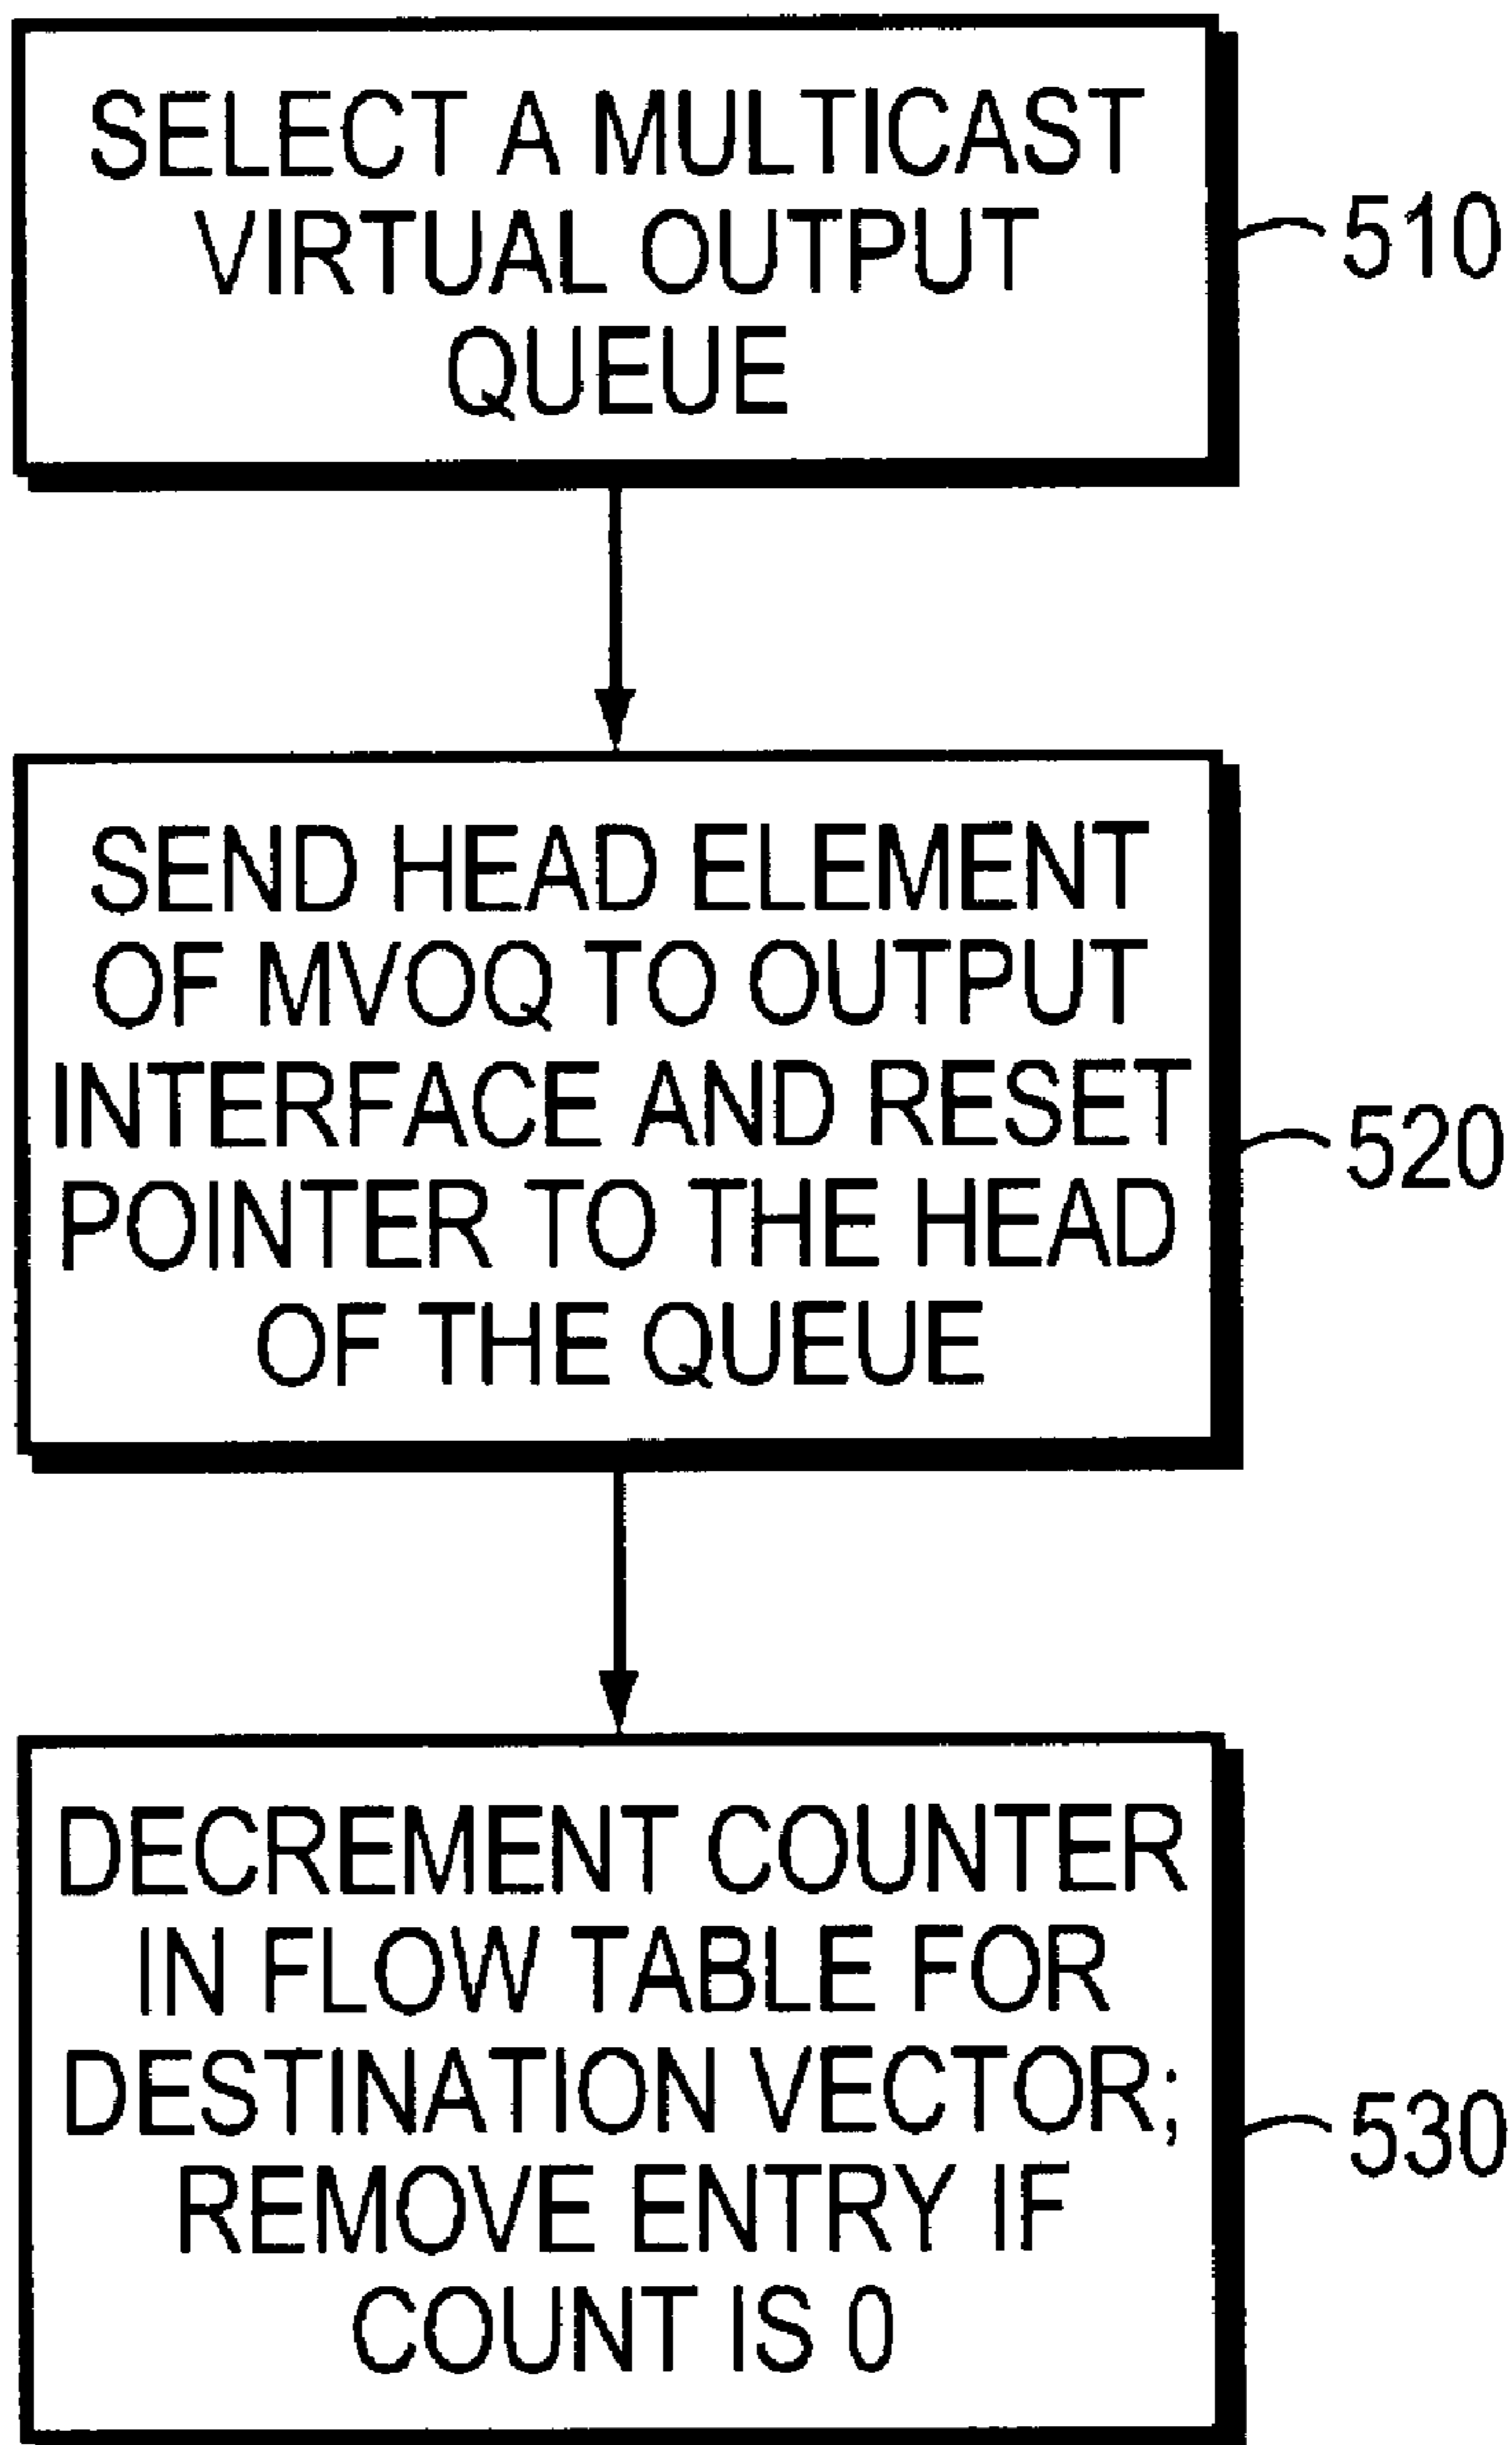 SELECT A MULTICAST
VIRTUAL OUTPUT
QUEUE
510
SEND HEAD ELEMENT
OF MVOQ TO OUTPUT
INTERFACE AND RESET
POINTER TO THE HEAD
OF THE QUEUE
520
DECREMENT COUNTER
IN FLOW TABLE FOR
DESTINATION VECTOR;
REMOVE ENTRY IF
COUNT IS 0
530